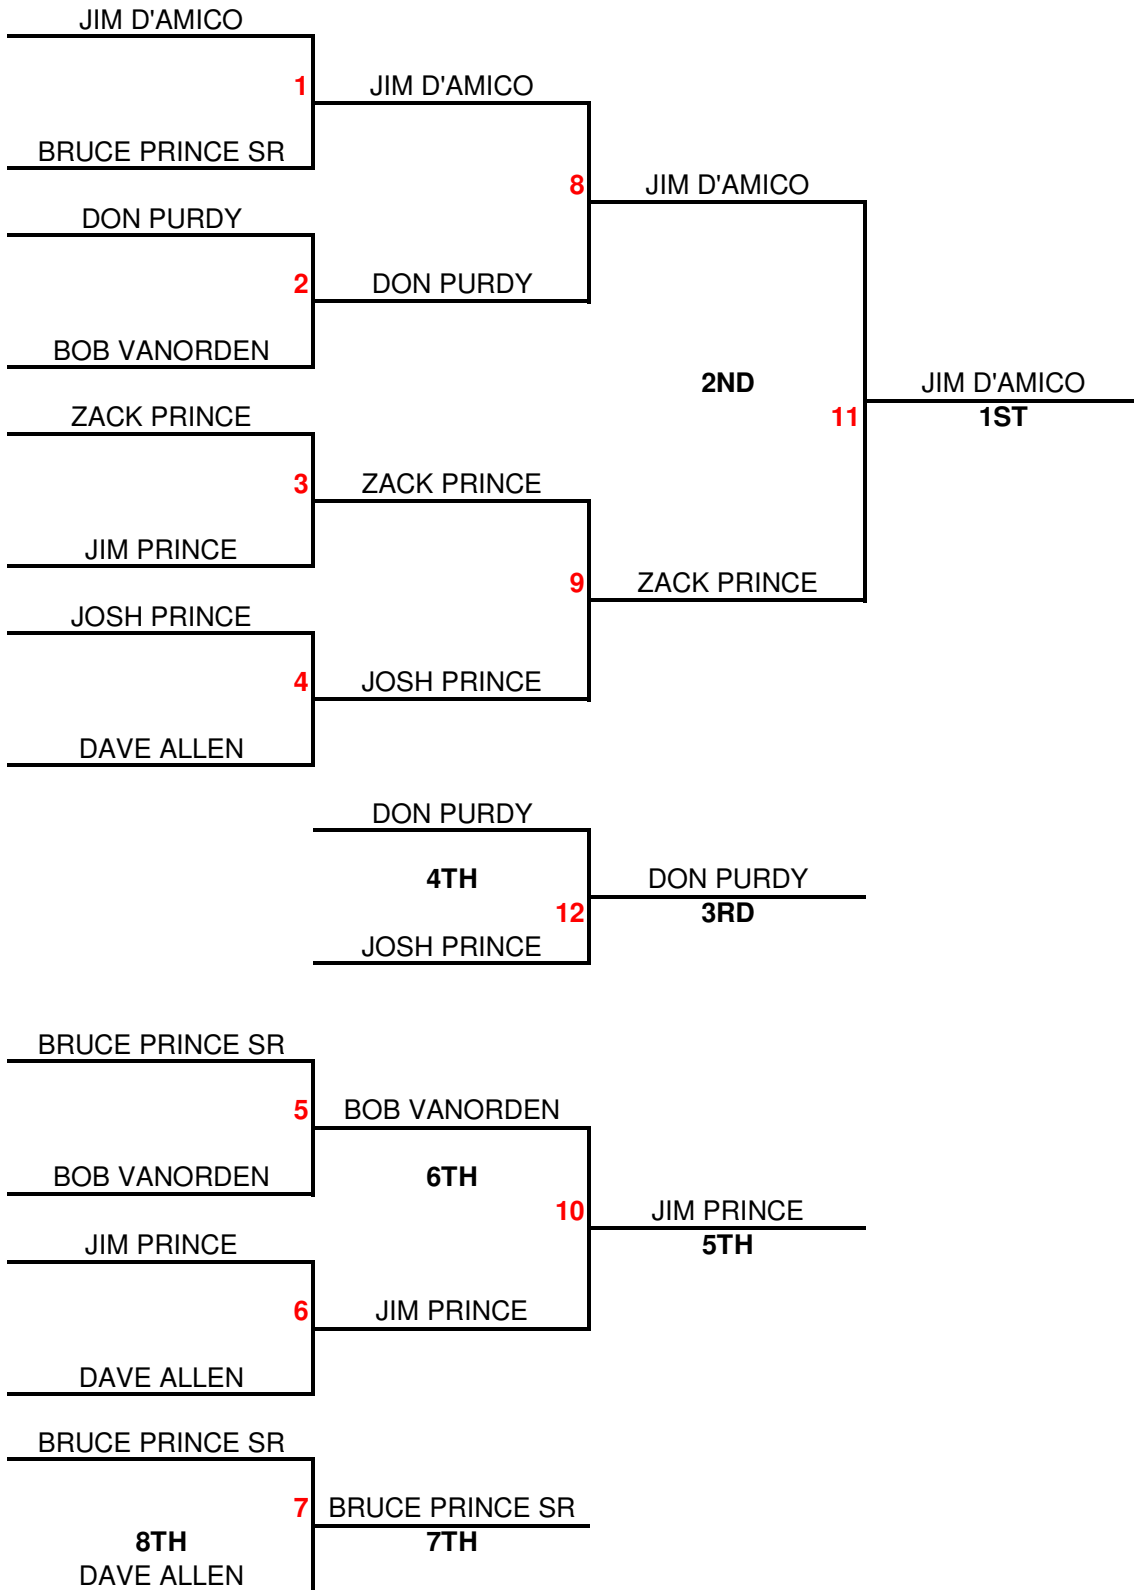 JIM D'AMICO
1 JIM D'AMICO
BRUCE PRINCE SR
8 JIM D'AMICO
DON PURDY
2 DON PURDY
BOB VANORDEN
2ND JIM D'AMICO
ZACK PRINCE 11 1ST
3 ZACK PRINCE
JIM PRINCE
9 ZACK PRINCE
JOSH PRINCE
4 JOSH PRINCE
DAVE ALLEN
DON PURDY
4TH DON PURDY
12 3RD
JOSH PRINCE
BRUCE PRINCE SR
5 BOB VANORDEN
BOB VANORDEN 6TH
10 JIM PRINCE
JIM PRINCE 5TH
6 JIM PRINCE
DAVE ALLEN
BRUCE PRINCE SR
7 BRUCE PRINCE SR
8TH 7TH
DAVE ALLEN